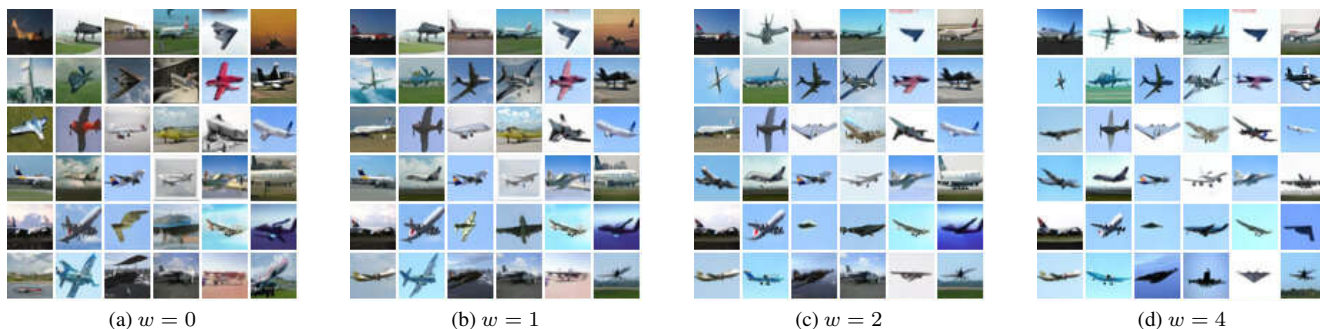 (a) w = 0
(b) w = 1
(c) w = 2
(d) w = 4